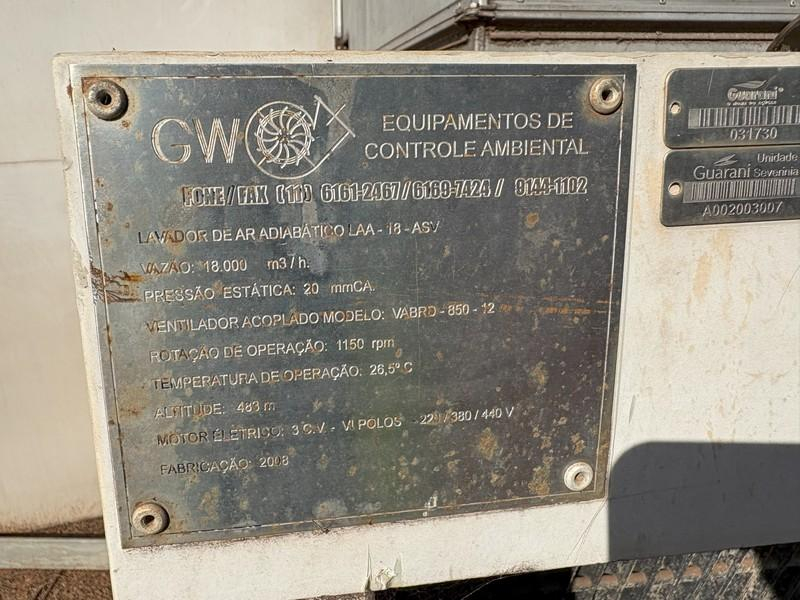 GW
EQUIPAMENTOS DE
CONTROLE AMBIENTAL
FONE/FAX (11) 6161-2467/6169-7424 / 9144-1102
LAVADOR DE AR ADIABÁTICO LAA - 18 - ASV
VAZÃO: 18.000 m3/h.
PRESSÃO ESTÁTICA: 20 mmCA.
VENTILADOR ACOPLADO MODELO: VABRD - 850 - 12
ROTAÇÃO DE OPERAÇÃO: 1150 rpm
TEMPERATURA DE OPERAÇÃO: 26,5º C
ALTITUDE: 483 m
MOTOR ELÉTRICO: 3 C.V. - VI POLOS - 220 / 380 / 440 V
FABRICAÇÃO: 2008
Guarani
031730
Unidade
Guarani Severínia
A002003007